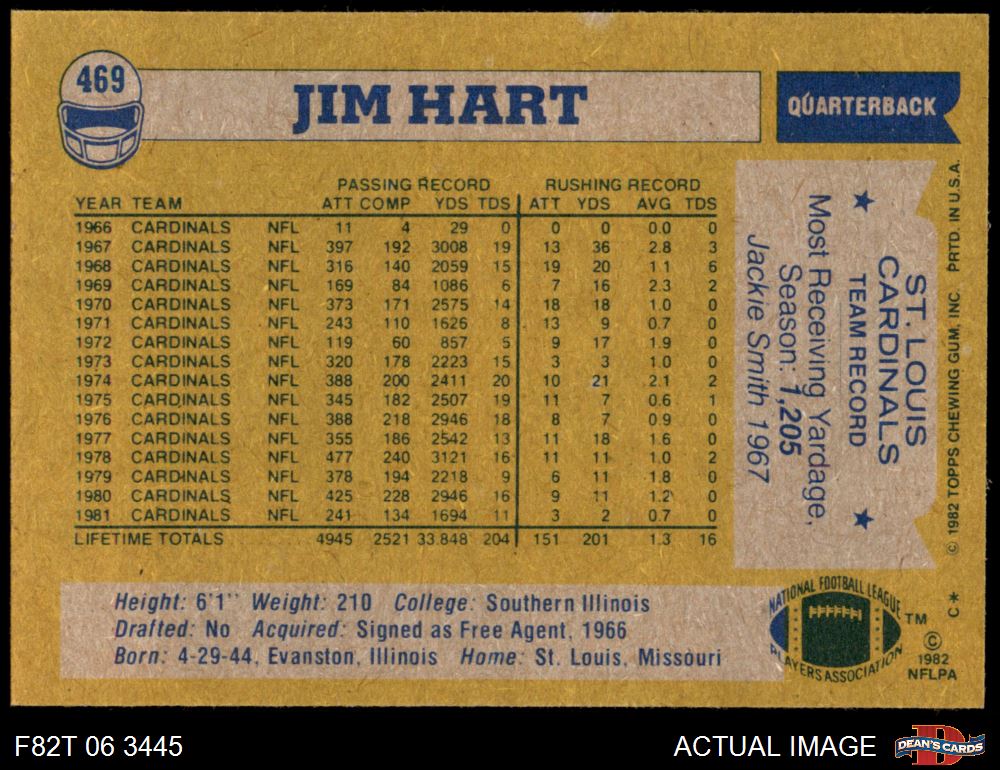 469
JIM HART
QUARTERBACK
PASSING RECORD RUSHING RECORD
YEAR TEAM ATT COMP YDS TDS ATT YDS AVG TDS
1966 CARDINALS NFL 11 4 29 0 0 0 0.0 0
1967 CARDINALS NFL 397 192 3008 19 13 36 2.8 3
1968 CARDINALS NFL 316 140 2059 15 19 20 1.1 6
1969 CARDINALS NFL 169 84 1086 6 7 16 2.3 2
1970 CARDINALS NFL 373 171 2575 14 18 18 1.0 0
1971 CARDINALS NFL 243 110 1626 8 13 9 0.7 0
1972 CARDINALS NFL 119 60 857 5 9 17 1.9 0
1973 CARDINALS NFL 320 178 2223 15 3 3 1.0 0
1974 CARDINALS NFL 388 200 2411 20 10 21 2.1 2
1975 CARDINALS NFL 345 182 2507 19 11 7 0.6 1
1976 CARDINALS NFL 388 218 2946 18 8 7 0.9 0
1977 CARDINALS NFL 355 186 2542 13 11 18 1.6 0
1978 CARDINALS NFL 477 240 3121 16 11 11 1.0 2
1979 CARDINALS NFL 378 194 2218 9 6 11 1.8 0
1980 CARDINALS NFL 425 228 2946 16 9 11 1.2 0
1981 CARDINALS NFL 241 134 1694 11 3 2 0.7 0
LIFETIME TOTALS 4945 2521 33.848 204 151 201 1.3 16
ST. LOUIS
CARDINALS
★ TEAM RECORD ★
Most Receiving Yardage,
Season: 1,205
Jackie Smith 1967
© 1982 TOPPS CHEWING GUM, INC. PRTD. IN U.S.A.
C*
Height: 6'1" Weight: 210 College: Southern Illinois
Drafted: No Acquired: Signed as Free Agent, 1966
Born: 4-29-44, Evanston, Illinois Home: St. Louis, Missouri
NATIONAL FOOTBALL LEAGUE
PLAYERS ASSOCIATION
TM
©
1982
NFLPA
F82T 06 3445
ACTUAL IMAGE
D
DEAN'S CARDS